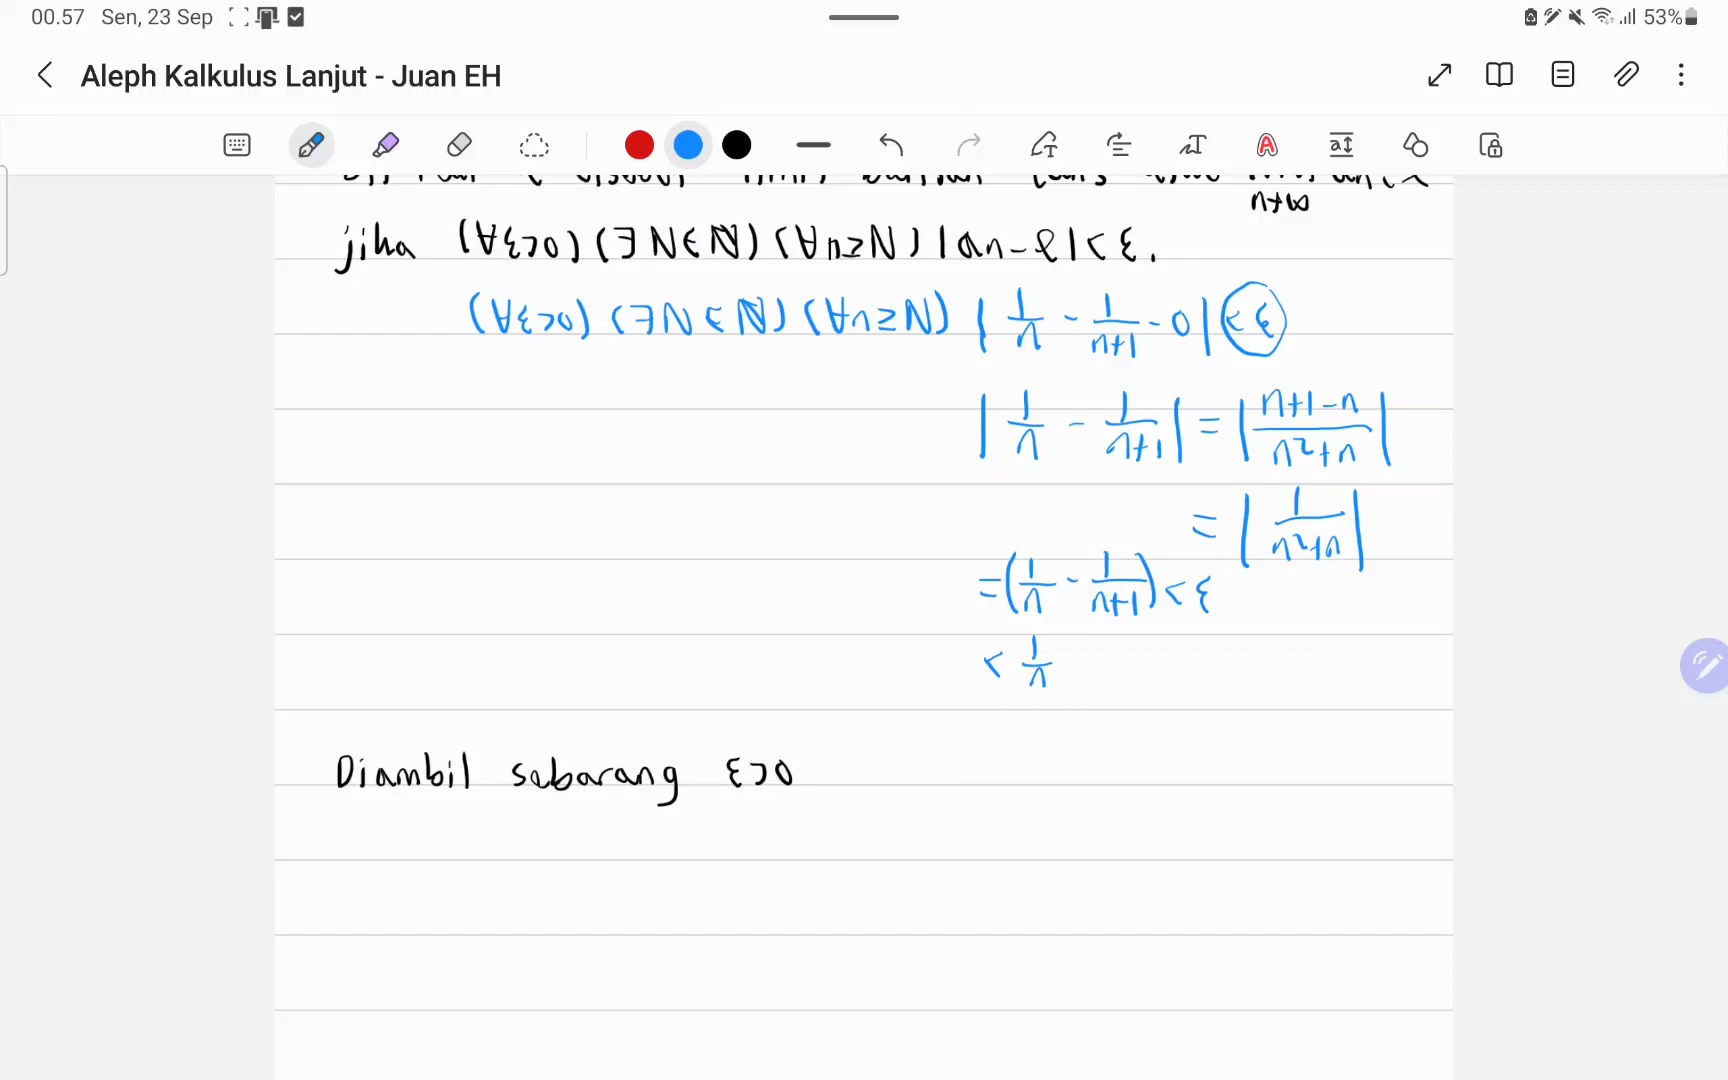 00.57 Sen, 23 Sep 53%
Aleph Kalkulus Lanjut - Juan EH
n→∞
jika (∀ε>0) (∃N∈ℕ) (∀n≥N) |an-ℓ|<ε.
(∀ε>0) (∃N∈ℕ) (∀n≥N) | 1/n - 1/(n+1) - 0 | < ε
| 1/n - 1/(n+1) | = | (n+1-n)/(n²+n) |
= | 1/(n²+n) |
= ( 1/n - 1/(n+1) ) < ε
< 1/n
Diambil sebarang ε>0